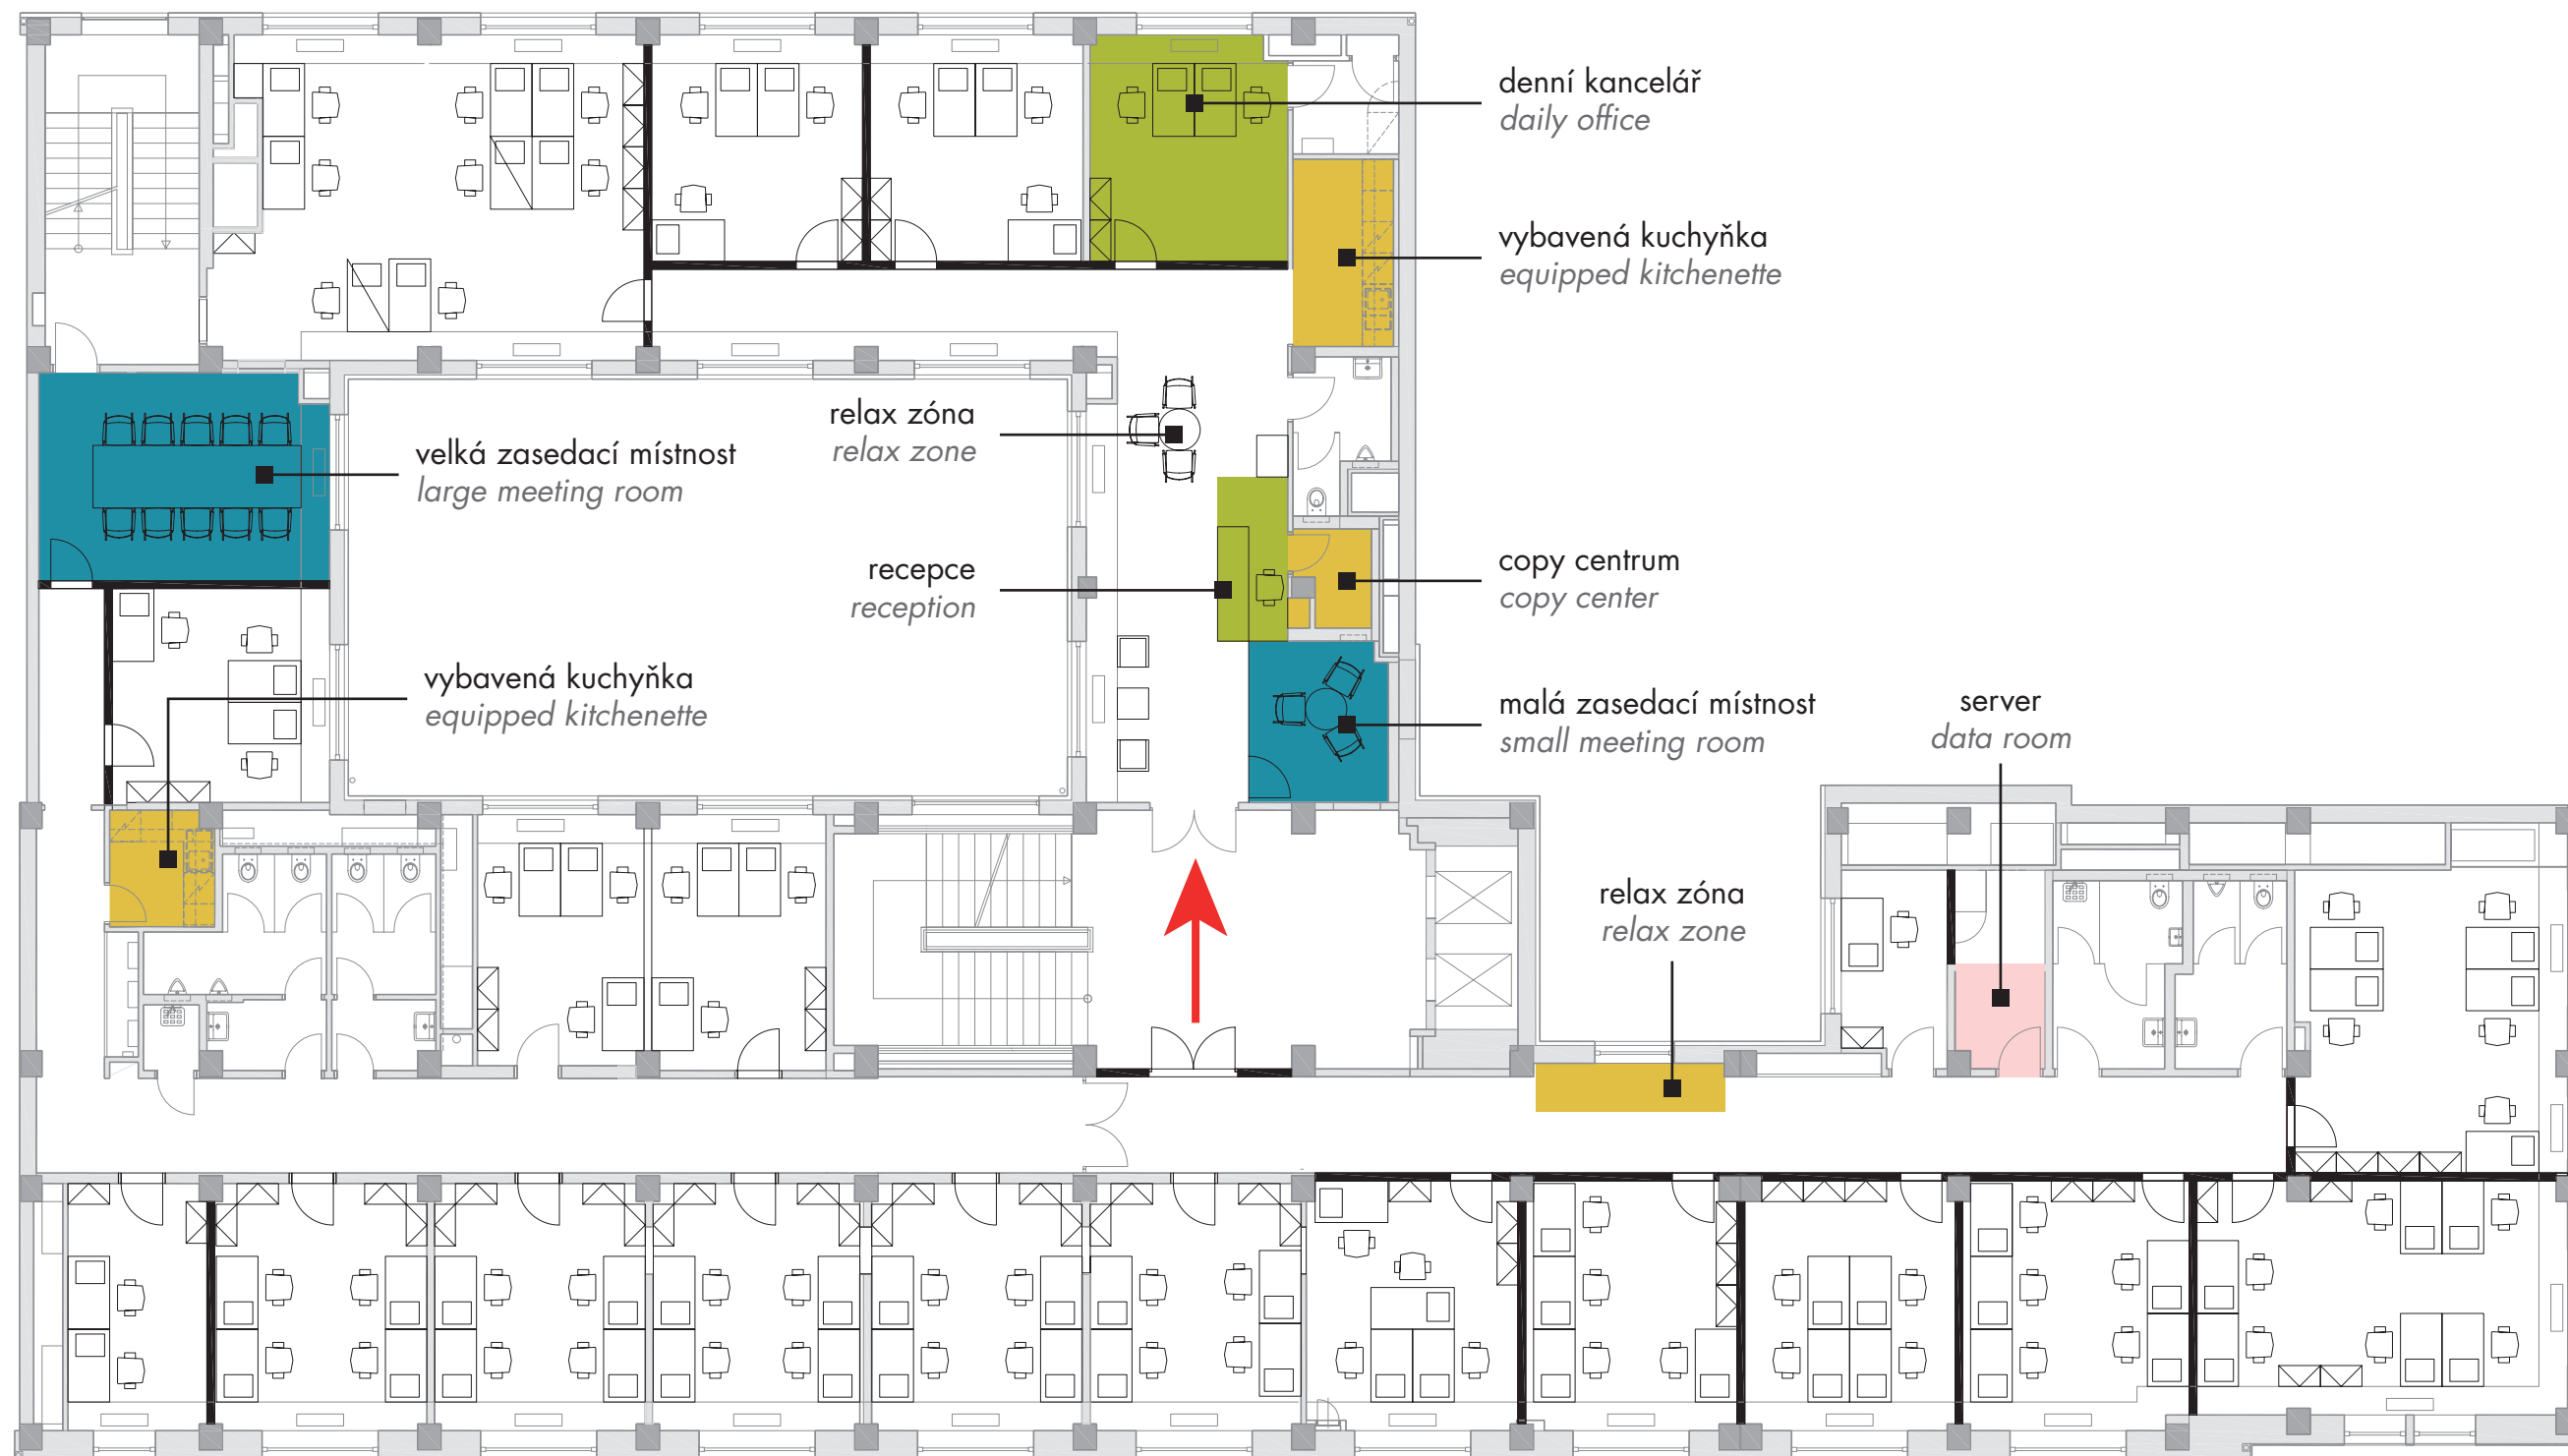 denní kancelář
daily office
vybavená kuchyňka
equipped kitchenette
relax zóna
relax zone
velká zasedací místnost
large meeting room
recepce
reception
copy centrum
copy center
vybavená kuchyňka
equipped kitchenette
malá zasedací místnost
small meeting room
server
data room
relax zóna
relax zone